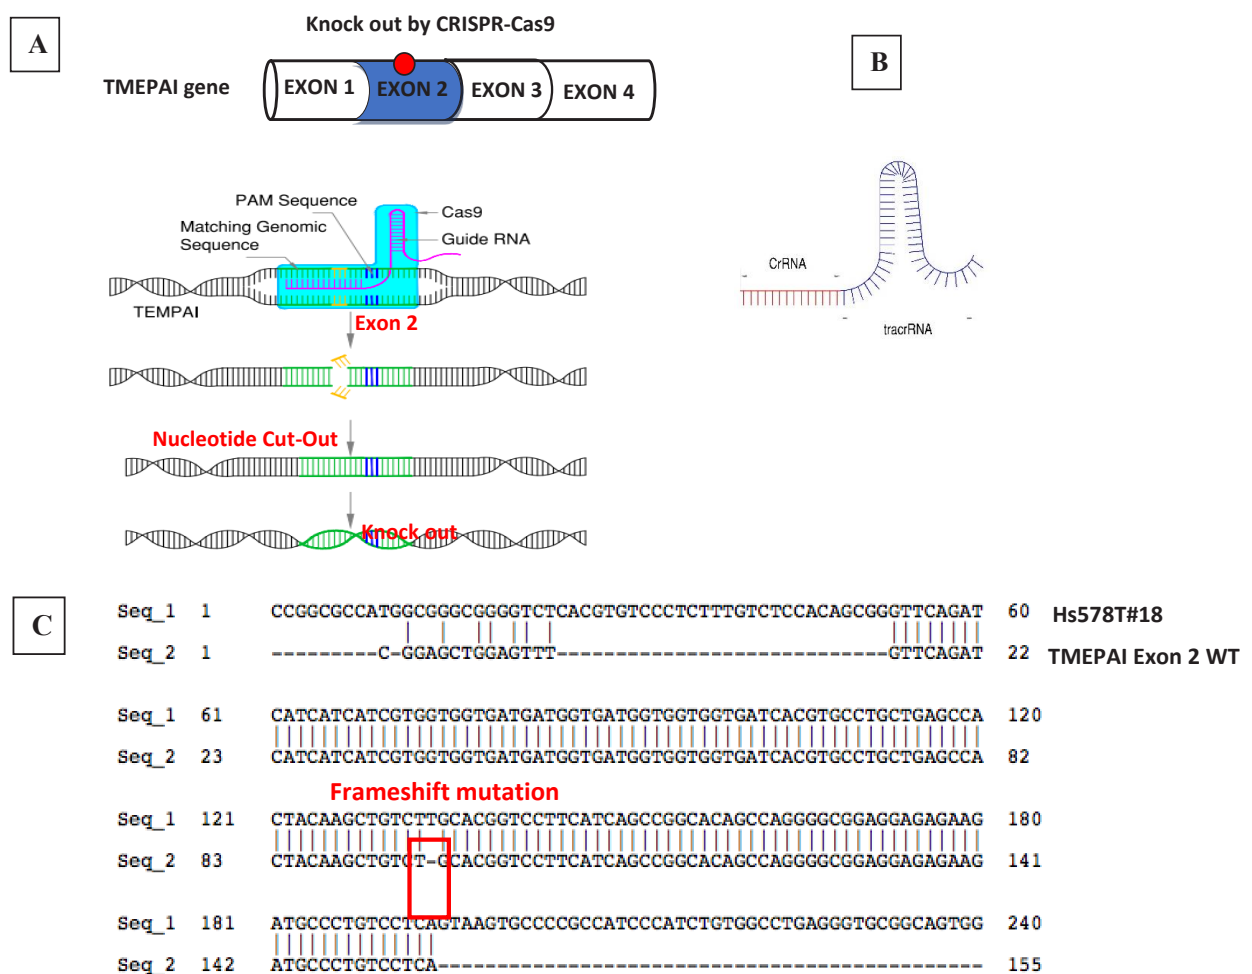 A
Knock out by CRISPR-Cas9
B
TMEPAI gene
EXON 1 EXON 2 EXON 3 EXON 4
PAM Sequence
Cas9
Matching Genomic
Sequence
Guide RNA
TEMPAI
Exon 2
Nucleotide Cut-Out
Knock out
CrRNA
tracrRNA
C
Seq_1 1 CCGGCGCCATGGCGGGCGGGGTCTCACGTGTCCCTCTTTGTCTCCACAGCGGGTTCAGAT 60 Hs578T#18
Seq_2 1 ---------C-GGAGCTGGAGTTT----------------------------GTTCAGAT 22 TMEPAI Exon 2 WT
Seq_1 61 CATCATCATCGTGGTGGTGATGATGGTGATGGTGGTGGTGATCACGTGCCTGCTGAGCCA 120
Seq_2 23 CATCATCATCGTGGTGGTGATGATGGTGATGGTGGTGGTGATCACGTGCCTGCTGAGCCA 82
Frameshift mutation
Seq_1 121 CTACAAGCTGTCTTGCACGGTCCTTCATCAGCCGGCACAGCCAGGGGCGGAGGAGAGAAG 180
Seq_2 83 CTACAAGCTGTCT-GCACGGTCCTTCATCAGCCGGCACAGCCAGGGGCGGAGGAGAGAAG 141
Seq_1 181 ATGCCCTGTCCTCAGTAAGTGCCCCGCCATCCCATCTGTGGCCTGAGGGTGCGGCAGTGG 240
Seq_2 142 ATGCCCTGTCCTCA---------------------------------------------- 155